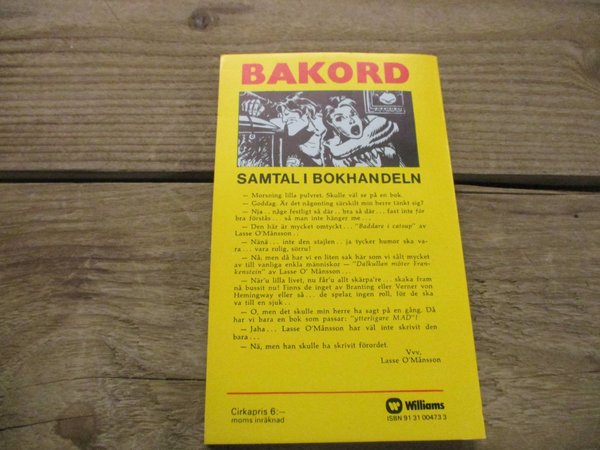 BAKORD
SAMTAL I BOKHANDELN
— Morsning lilla pulvret. Skulle väl se på en bok.
— Goddag. Är det någonting särskilt min herre tänkt sig?
— Nja .. någe festligt så där .. bra så där ... fast inte för
bra förstås ... så man inte hänger me ...
— Den här är mycket omtyckt ... "Baddare i catsup" av
Lasse O'Månsson ..
— Nänä ... inte den stajlen .. ja tycker humor ska va-
ra ... vara rolig, sörru!
— Nå, men då har vi en liten sak här som vi sålt mycket
av till vanliga enkla människor — "Dalkullan möter Fran-
kenstein" av Lasse O' Månsson ...
— När'u lilla livet, nu får'u allt skärpa're ... skaka fram
nå bussit nu! Finns de inget av Branting eller Verner von
Hemingway eller så ... de spelar ingen roll, för de ska
va till en sjuk ..
— O, men det skulle min herre ha sagt på en gång. Då
har vi bara en bok som passar: "ytterligare MAD"!
— Jaha ... Lasse O'Månsson har väl inte skrivit den
bara ...
— Nä, men han skulle ha skrivit förordet.
Vvv,
Lasse O'Månsson
Cirkapris 6:—
moms inräknad
Williams
ISBN 91 31 00473 3